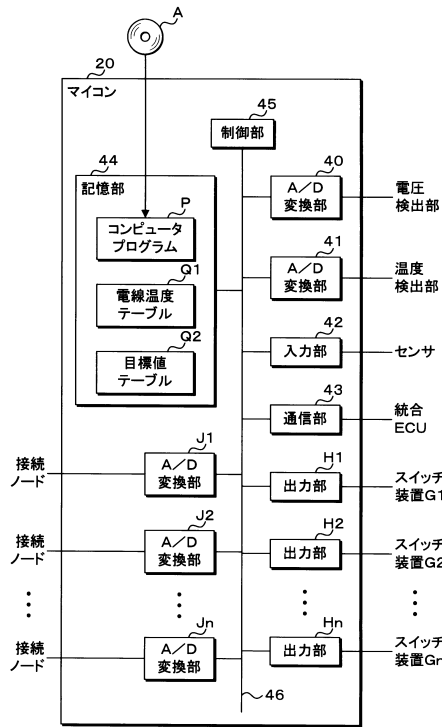 A
20
マイコン
45
制御部
44
記憶部
P
コンピュータ
プログラム
Q1
電線温度
テーブル
Q2
目標値
テーブル
40
A/D
変換部
電圧
検出部
41
A/D
変換部
温度
検出部
42
入力部
センサ
43
通信部
統合
ECU
接続
ノード
J1
A/D
変換部
H1
出力部
スイッチ
装置G1
接続
ノード
J2
A/D
変換部
H2
出力部
スイッチ
装置G2
接続
ノード
Jn
A/D
変換部
Hn
出力部
スイッチ
装置Gn
46